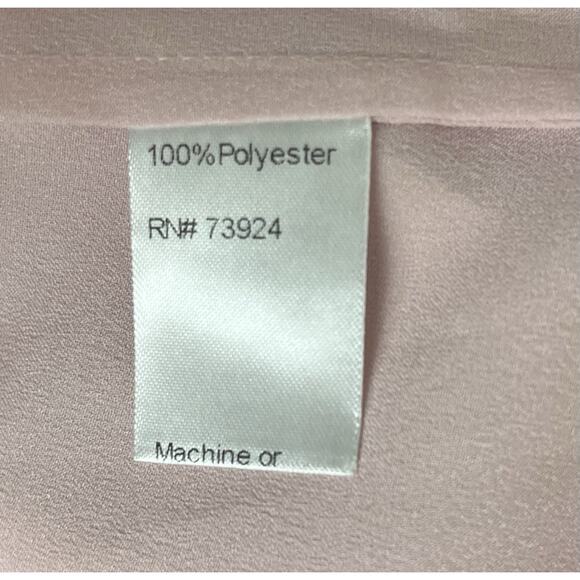 100%Polyester
RN# 73924
Machine or